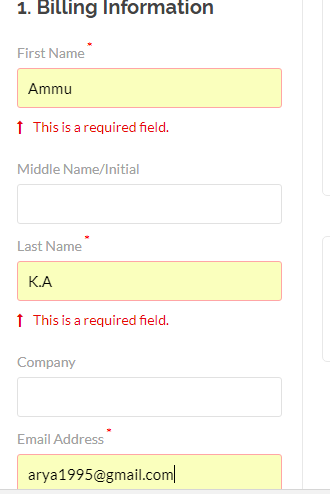 1. Billing Information
First Name *
Ammu
This is a required field.
Middle Name/Initial
Last Name *
K.A
This is a required field.
Company
Email Address *
arya1995@gmail.com